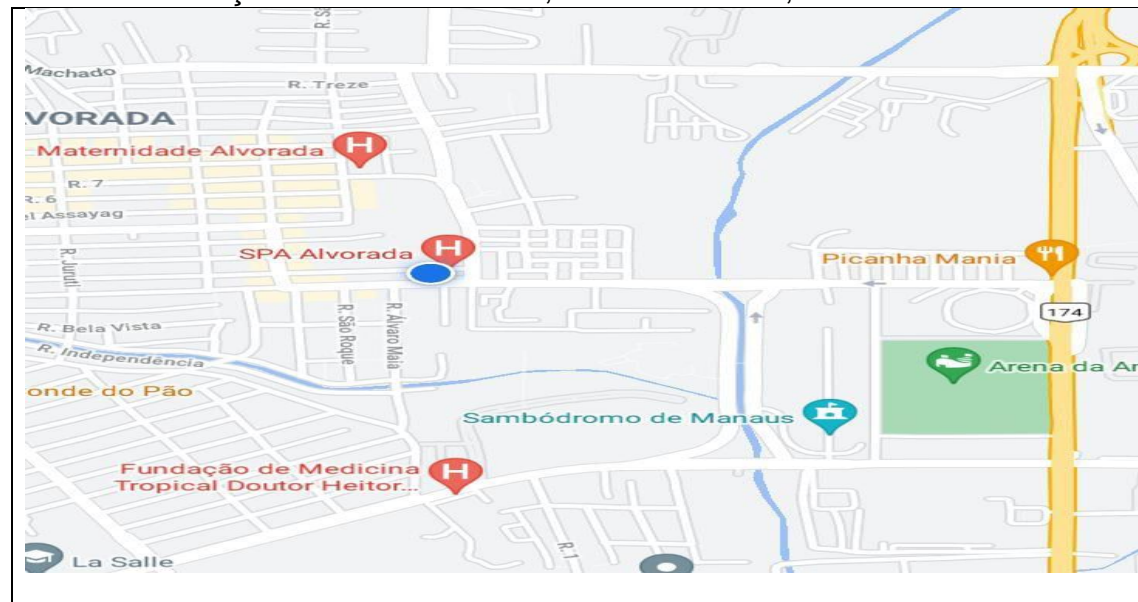 R. S
Machado
R. Treze
VORADA
Maternidade Alvorada
H
R. 7
R. 6
el Assayag
SPA Alvorada
H
R. Juruti
Picanha Mania
174
R. São Roque
R. Álvaro Maia
R. Bela Vista
R. Independência
Arena da Ar
onde do Pão
Sambódromo de Manaus
Fundação de Medicina
Tropical Doutor Heitor...
H
R. 1
La Salle